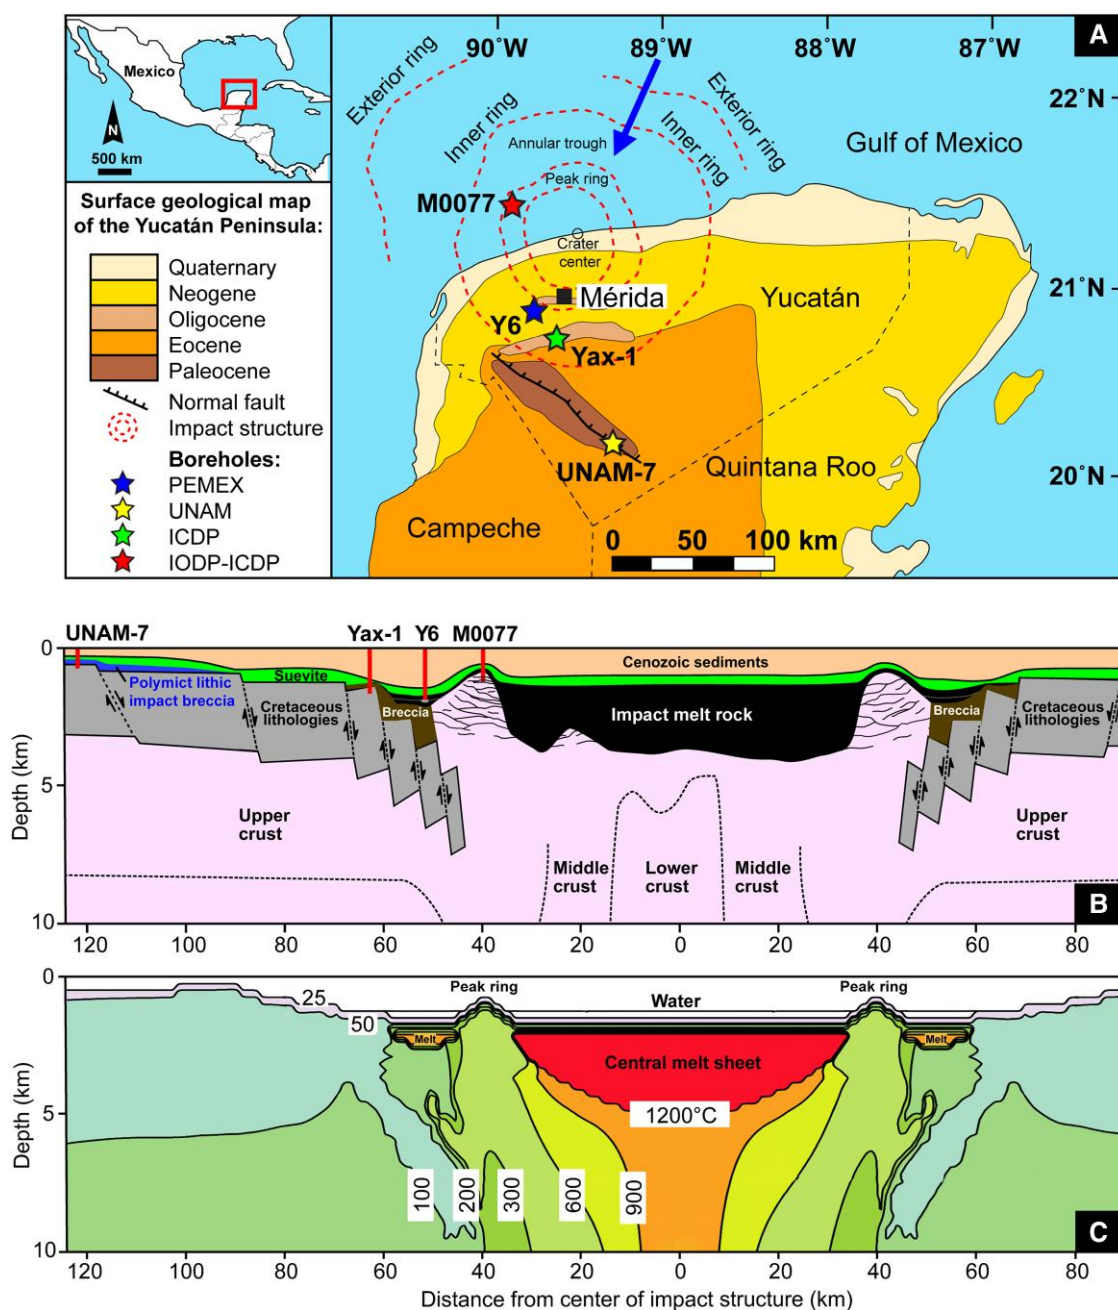 A
Mexico
N
500 km
Surface geological map
of the Yucatán Peninsula:
Quaternary
Neogene
Oligocene
Eocene
Paleocene
Normal fault
Impact structure
Boreholes:
PEMEX
UNAM
ICDP
IODP-ICDP
90°W
89°W
88°W
87°W
22°N
21°N
20°N
Exterior ring
Inner ring
Annular trough
Peak ring
Inner ring
Exterior ring
Gulf of Mexico
M0077
Crater
center
Mérida
Yucatán
Y6
Yax-1
UNAM-7
Quintana Roo
Campeche
0 50 100 km
UNAM-7
Yax-1
Y6
M0077
0
5
10
Depth (km)
Cenozoic sediments
Polymict lithic
impact breccia
Suevite
Cretaceous
lithologies
Breccia
Impact melt rock
Breccia
Cretaceous
lithologies
Upper
crust
Middle
crust
Lower
crust
Middle
crust
Upper
crust
B
120 100 80 60 40 20 0 20 40 60 80
0
5
10
Depth (km)
25
50
Peak ring
Water
Peak ring
Melt
Central melt sheet
Melt
1200°C
100
200
300
600
900
C
120 100 80 60 40 20 0 20 40 60 80
Distance from center of impact structure (km)